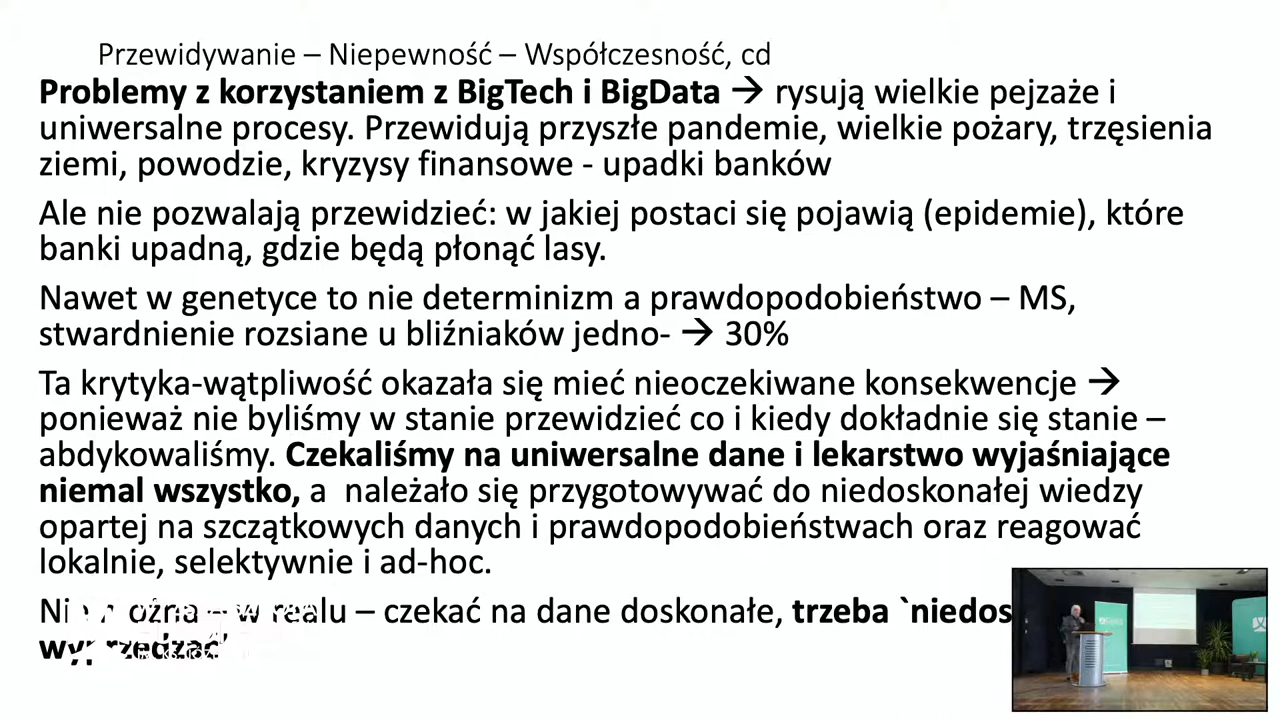 Przewidywanie – Niepewność – Współczesność, cd
Problemy z korzystaniem z BigTech i BigData → rysują wielkie pejzaże i
uniwersalne procesy. Przewidują przyszłe pandemie, wielkie pożary, trzęsienia
ziemi, powodzie, kryzysy finansowe - upadki banków
Ale nie pozwalają przewidzieć: w jakiej postaci się pojawią (epidemie), które
banki upadną, gdzie będą płonąć lasy.
Nawet w genetyce to nie determinizm a prawdopodobieństwo – MS,
stwardnienie rozsiane u bliźniaków jedno- → 30%
Ta krytyka-wątpliwość okazała się mieć nieoczekiwane konsekwencje →
ponieważ nie byliśmy w stanie przewidzieć co i kiedy dokładnie się stanie –
abdykowaliśmy. Czekaliśmy na uniwersalne dane i lekarstwo wyjaśniające
niemal wszystko, a należało się przygotowywać do niedoskonałej wiedzy
opartej na szczątkowych danych i prawdopodobieństwach oraz reagować
lokalnie, selektywnie i ad-hoc.
– czekać na dane doskonałe, trzeba